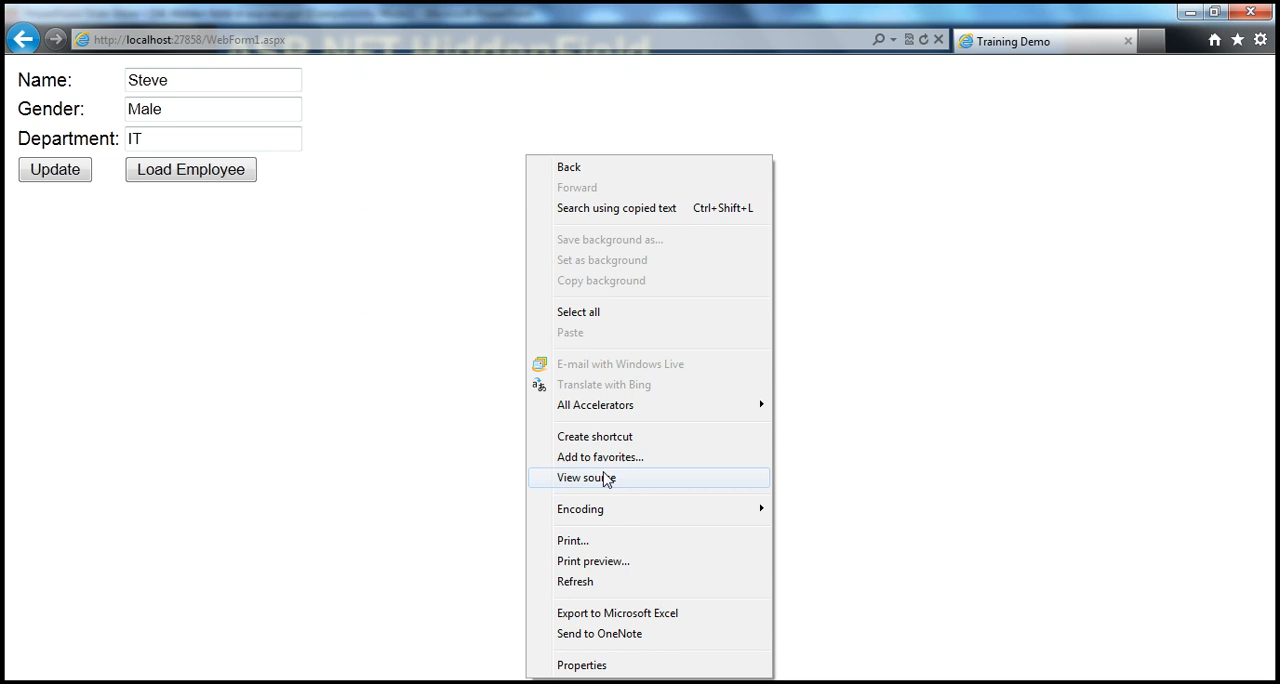 http://localhost:27858/WebForm1.aspx
Training Demo
Name: Steve
Gender: Male
Department: IT
Update Load Employee
Back
Forward
Search using copied text Ctrl+Shift+L
Save background as...
Set as background
Copy background
Select all
Paste
E-mail with Windows Live
Translate with Bing
All Accelerators
Create shortcut
Add to favorites...
View source
Encoding
Print...
Print preview...
Refresh
Export to Microsoft Excel
Send to OneNote
Properties